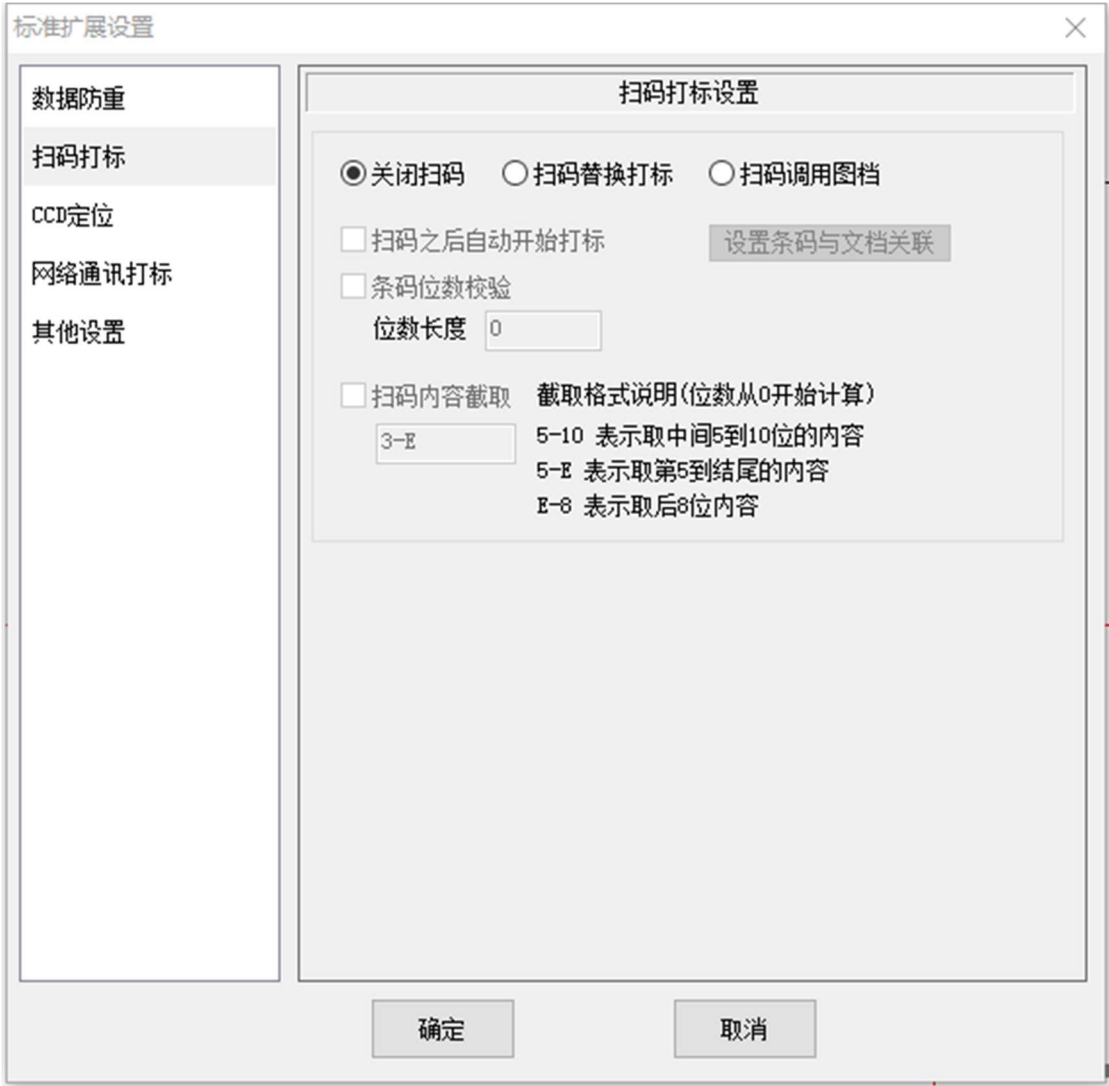 标准扩展设置
数据防重
扫码打标
CCD定位
网络通讯打标
其他设置
扫码打标设置
关闭扫码 扫码替换打标 扫码调用图档
扫码之后自动开始打标 设置条码与文档关联
条码位数校验
位数长度 0
扫码内容截取 截取格式说明(位数从0开始计算)
3-E 5-10 表示取中间5到10位的内容
5-E 表示取第5到结尾的内容
E-8 表示取后8位内容
确定 取消